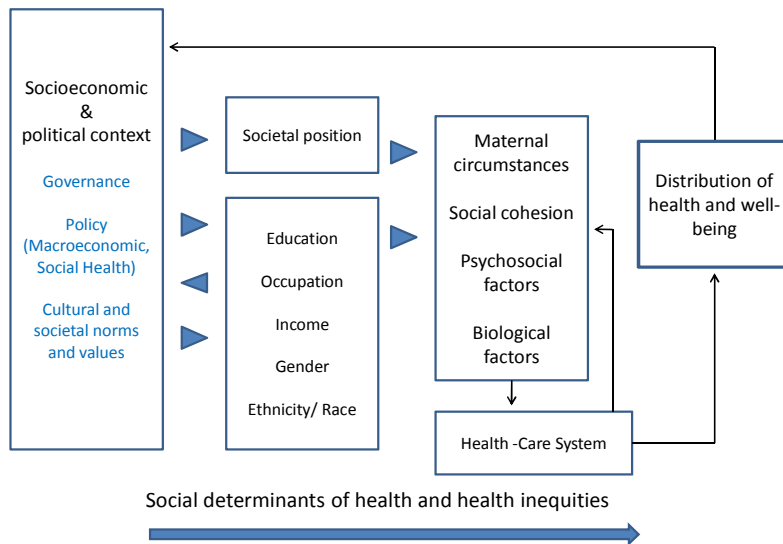 Socioeconomic
&
political context
Governance
Policy
(Macroeconomic,
Social Health)
Cultural and
societal norms
and values
Societal position
Education
Occupation
Income
Gender
Ethnicity/ Race
Maternal
circumstances
Social cohesion
Psychosocial
factors
Biological
factors
Health -Care System
Distribution of
health and well-
being
Social determinants of health and health inequities